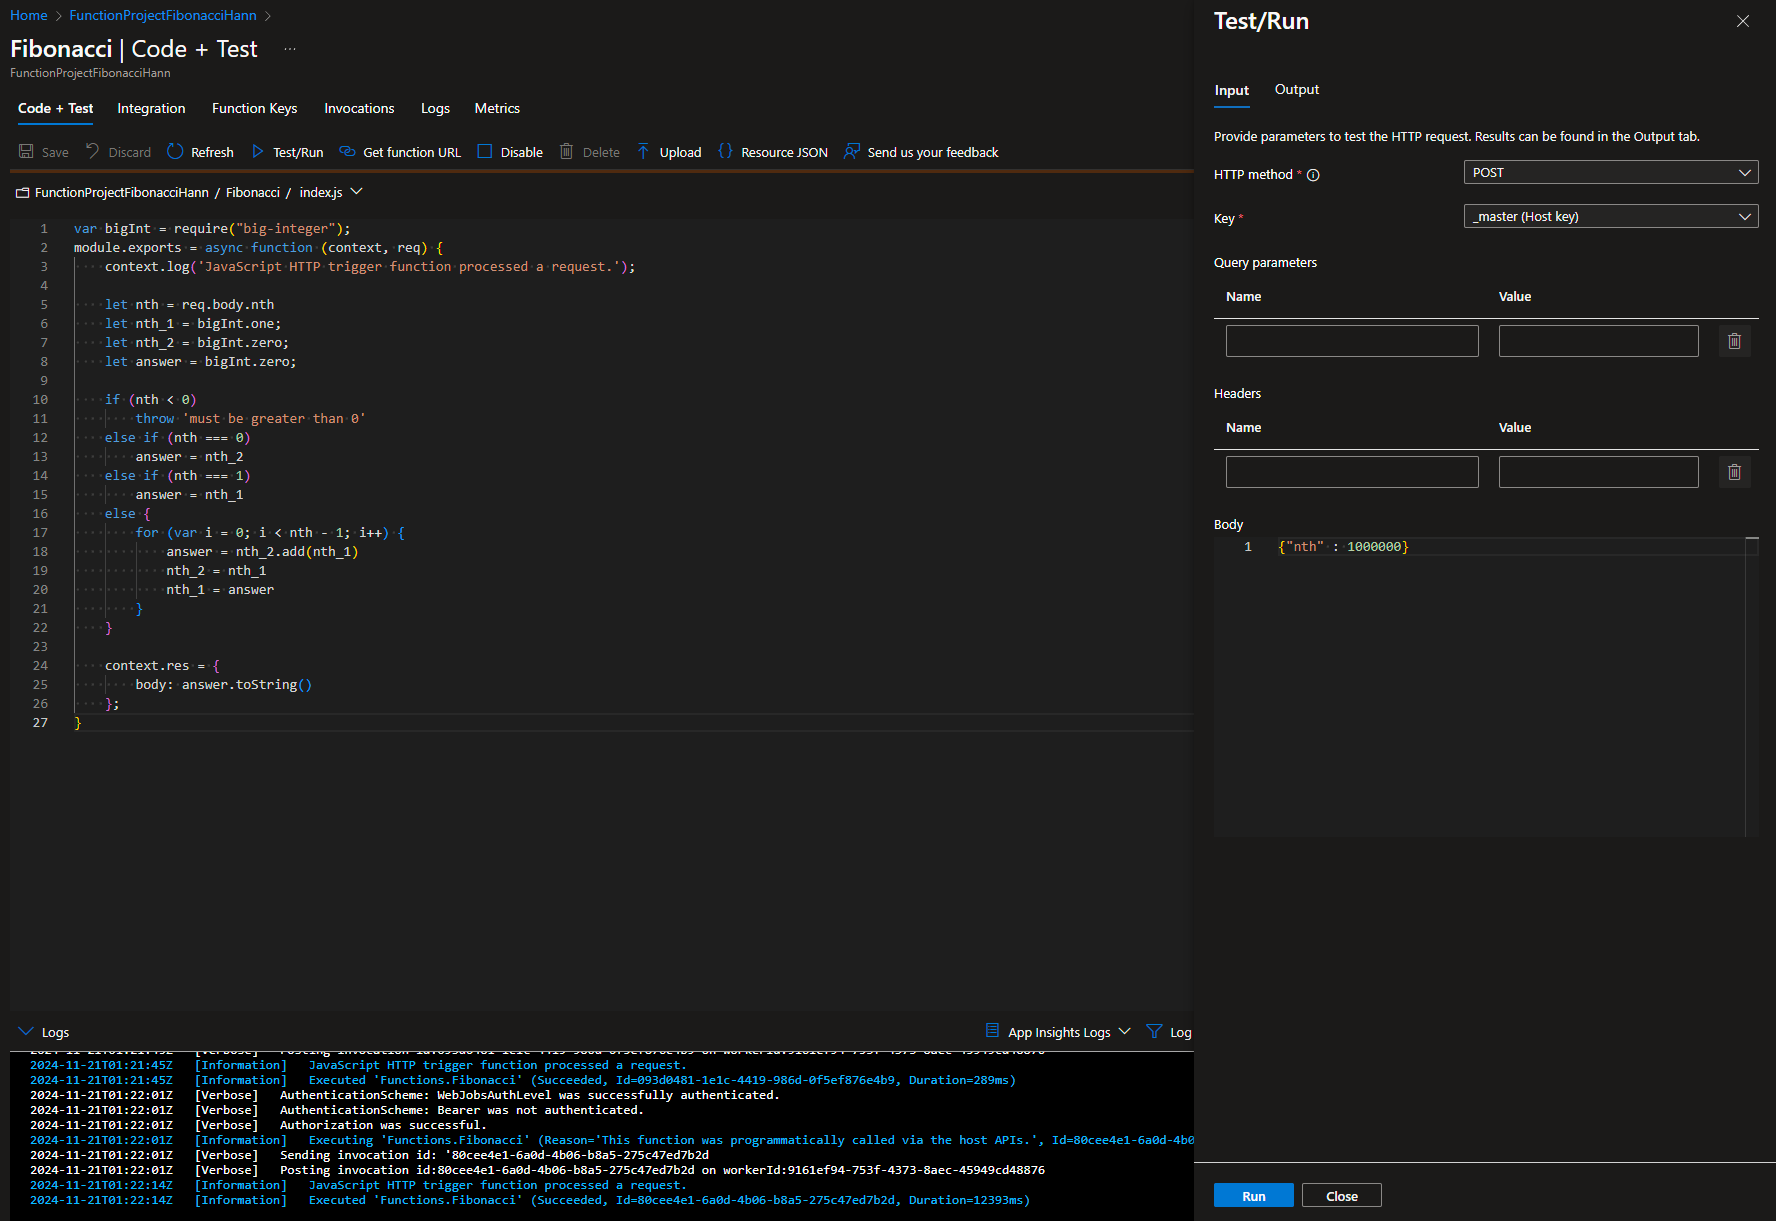 Home > FunctionProjectFibonacciHann >
Fibonacci | Code + Test ...
FunctionProjectFibonacciHann
Code + Test Integration Function Keys Invocations Logs Metrics
Save Discard Refresh Test/Run Get function URL Disable Delete Upload Resource JSON Send us your feedback
FunctionProjectFibonacciHann / Fibonacci / index.js
1 var bigInt = require("big-integer");
2 module.exports = async function (context, req) {
3 context.log('JavaScript HTTP trigger function processed a request.');
4
5 let nth = req.body.nth
6 let nth_1 = bigInt.one;
7 let nth_2 = bigInt.zero;
8 let answer = bigInt.zero;
9
10 if (nth < 0)
11 throw 'must be greater than 0'
12 else if (nth === 0)
13 answer = nth_2
14 else if (nth === 1)
15 answer = nth_1
16 else {
17 for (var i = 0; i < nth - 1; i++) {
18 answer = nth_2.add(nth_1)
19 nth_2 = nth_1
20 nth_1 = answer
21 }
22 }
23
24 context.res = {
25 body: answer.toString()
26 };
27 }
Logs App Insights Logs Log
2024-11-21T01:21:45Z [Information] JavaScript HTTP trigger function processed a request.
2024-11-21T01:21:45Z [Information] Executed 'Functions.Fibonacci' (Succeeded, Id=093d0481-1e1c-4419-986d-0f5ef876e4b9, Duration=289ms)
2024-11-21T01:22:01Z [Verbose] AuthenticationScheme: WebJobsAuthLevel was successfully authenticated.
2024-11-21T01:22:01Z [Verbose] AuthenticationScheme: Bearer was not authenticated.
2024-11-21T01:22:01Z [Verbose] Authorization was successful.
2024-11-21T01:22:01Z [Information] Executing 'Functions.Fibonacci' (Reason='This function was programmatically called via the host APIs.', Id=80cee4e1-6a0d-4b0
2024-11-21T01:22:01Z [Verbose] Sending invocation id: '80cee4e1-6a0d-4b06-b8a5-275c47ed7b2d
2024-11-21T01:22:01Z [Verbose] Posting invocation id:80cee4e1-6a0d-4b06-b8a5-275c47ed7b2d on workerId:9161ef94-753f-4373-8aec-45949cd48876
2024-11-21T01:22:14Z [Information] JavaScript HTTP trigger function processed a request.
2024-11-21T01:22:14Z [Information] Executed 'Functions.Fibonacci' (Succeeded, Id=80cee4e1-6a0d-4b06-b8a5-275c47ed7b2d, Duration=12393ms)
Test/Run
Input Output
Provide parameters to test the HTTP request. Results can be found in the Output tab.
HTTP method * POST
Key * _master (Host key)
Query parameters
Name Value
Headers
Name Value
Body
1 {"nth" : 1000000}
Run Close